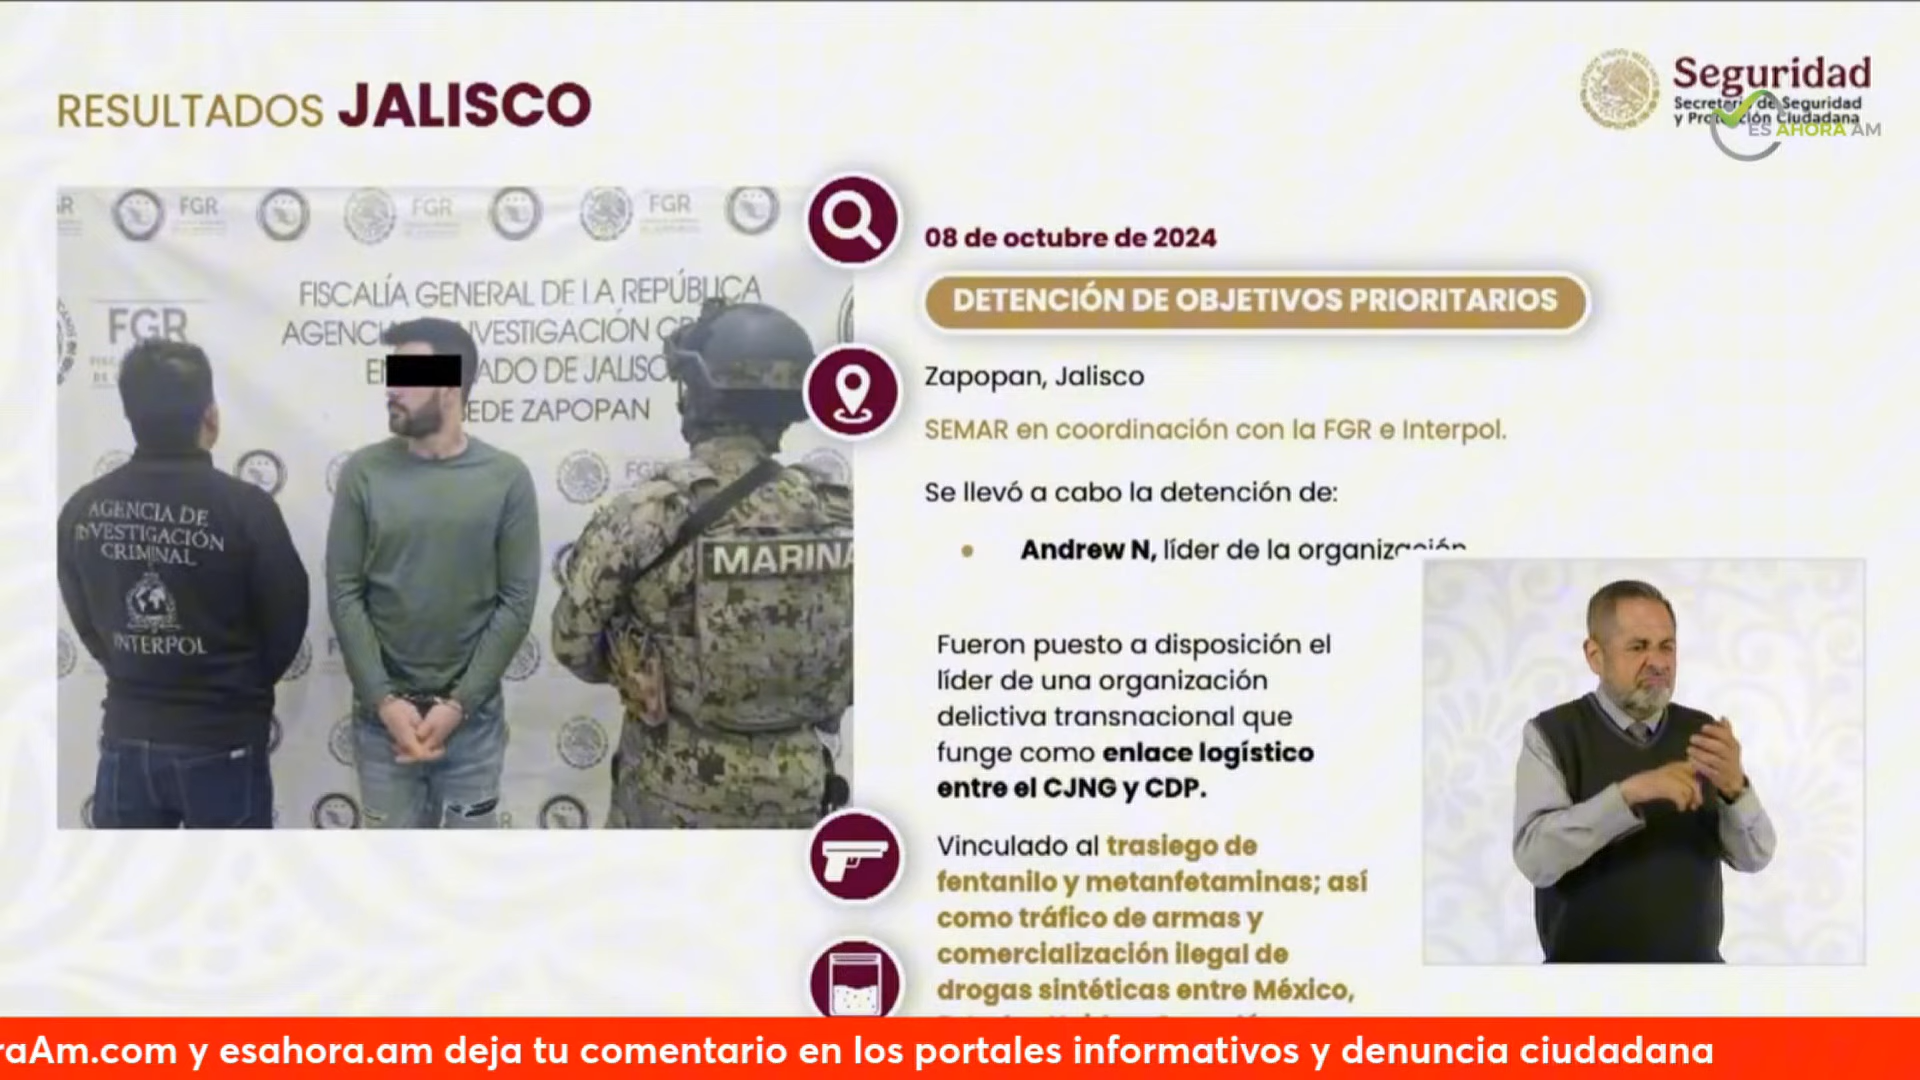 RESULTADOS JALISCO
Seguridad
Secretaría de Seguridad
y Protección Ciudadana
ES AHORA AM
FGR
FGR
FGR
FISCALÍA GENERAL DE LA REPÚBLICA
FGR
AGENCIA DE
INVESTIGACIÓN
CRIMINAL
INTERPOL
EDE ZAPOPAN
MARINA
08 de octubre de 2024
DETENCIÓN DE OBJETIVOS PRIORITARIOS
Zapopan, Jalisco
SEMAR en coordinación con la FGR e Interpol.
Se llevó a cabo la detención de:
• Andrew N, líder de la organización
Fueron puesto a disposición el
líder de una organización
delictiva transnacional que
funge como enlace logístico
entre el CJNG y CDP.
Vinculado al trasiego de
fentanilo y metanfetaminas; así
como tráfico de armas y
comercialización ilegal de
drogas sintéticas entre México,
raAm.com y esahora.am deja tu comentario en los portales informativos y denuncia ciudadana